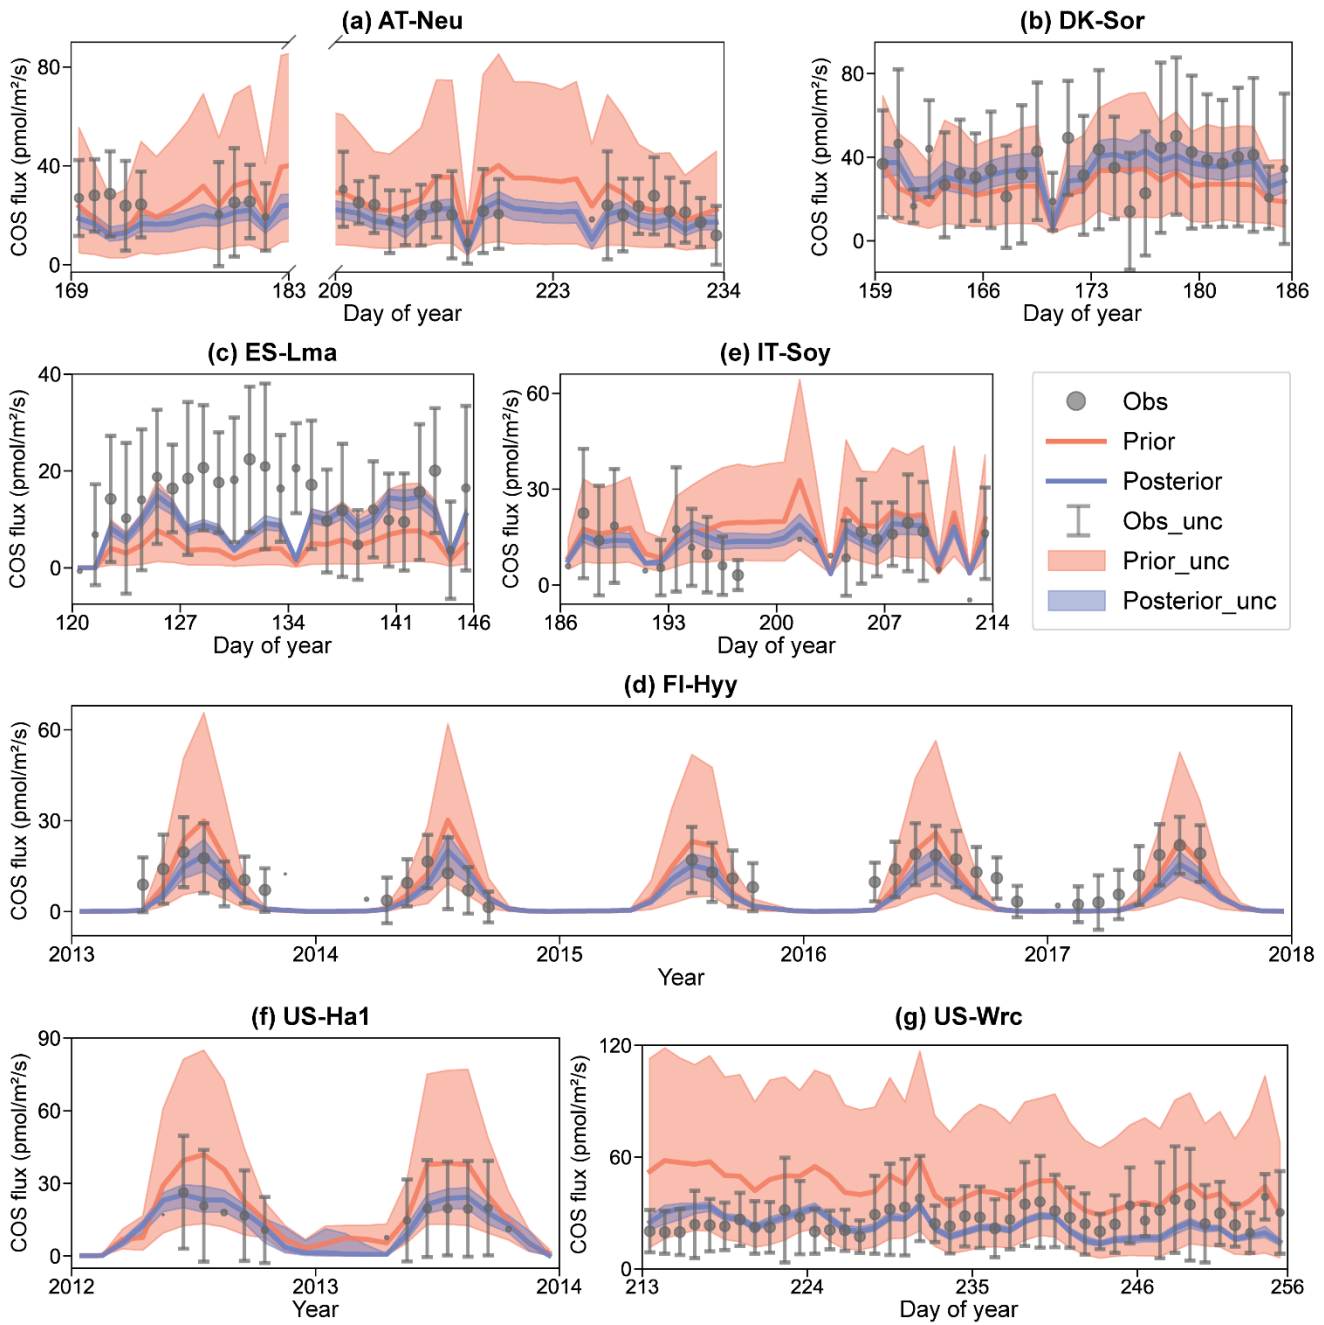 (a) AT-Neu
COS flux (pmol/m²/s)
80
40
0
169
183
209
223
234
Day of year
(b) DK-Sor
COS flux (pmol/m²/s)
80
40
0
159
166
173
180
186
Day of year
(c) ES-Lma
COS flux (pmol/m²/s)
40
20
0
120
127
134
141
146
Day of year
(e) IT-Soy
COS flux (pmol/m²/s)
60
30
0
186
193
200
207
214
Day of year
Obs
Prior
Posterior
Obs_unc
Prior_unc
Posterior_unc
(d) FI-Hyy
COS flux (pmol/m²/s)
60
30
0
2013
2014
2015
2016
2017
2018
Year
(f) US-Ha1
COS flux (pmol/m²/s)
90
60
30
0
2012
2013
2014
Year
(g) US-Wrc
COS flux (pmol/m²/s)
120
60
0
213
224
235
246
256
Day of year